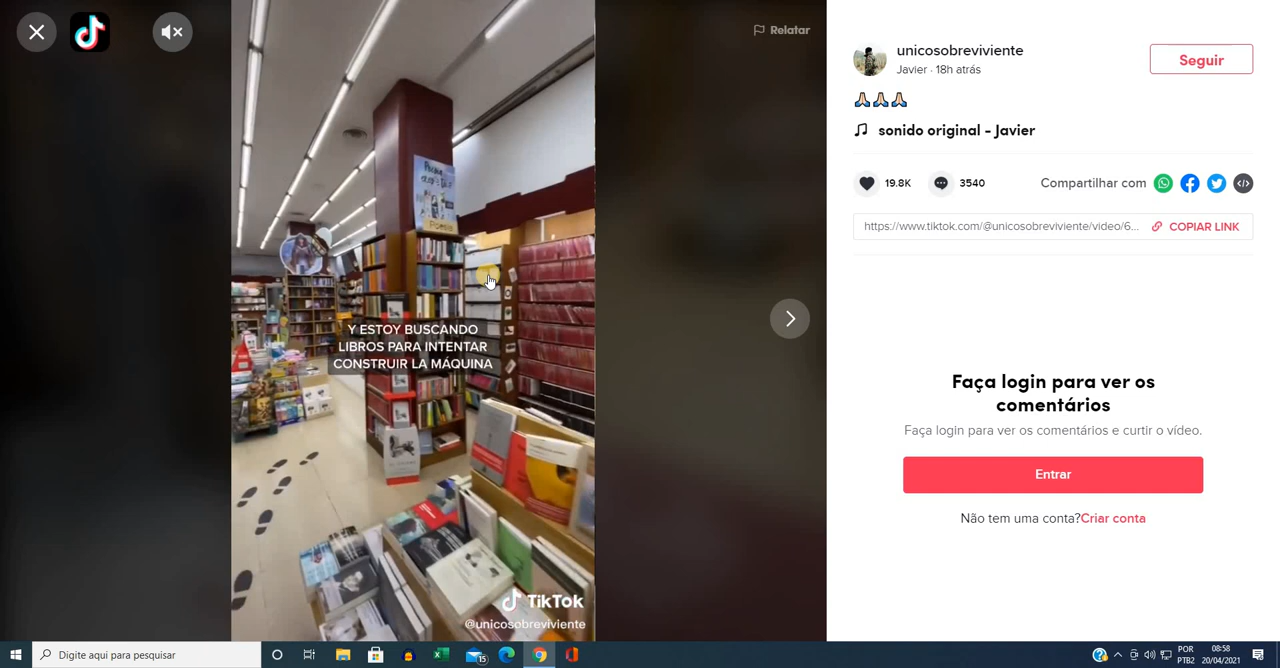 Relatar
Y ESTOY BUSCANDO
LIBROS PARA INTENTAR
CONSTRUIR LA MÁQUINA
Poesía
TikTok
@unicosobreviviente
unicosobreviviente
Javier · 18h atrás
Seguir
🙏🏻🙏🏻🙏🏻
sonido original - Javier
19.8K
3540
Compartilhar com
https://www.tiktok.com/@unicosobreviviente/video/6...
COPIAR LINK
Faça login para ver os
comentários
Faça login para ver os comentários e curtir o vídeo.
Entrar
Não tem uma conta?Criar conta
Digite aqui para pesquisar
15
POR
PTB2
08:58
20/04/2021